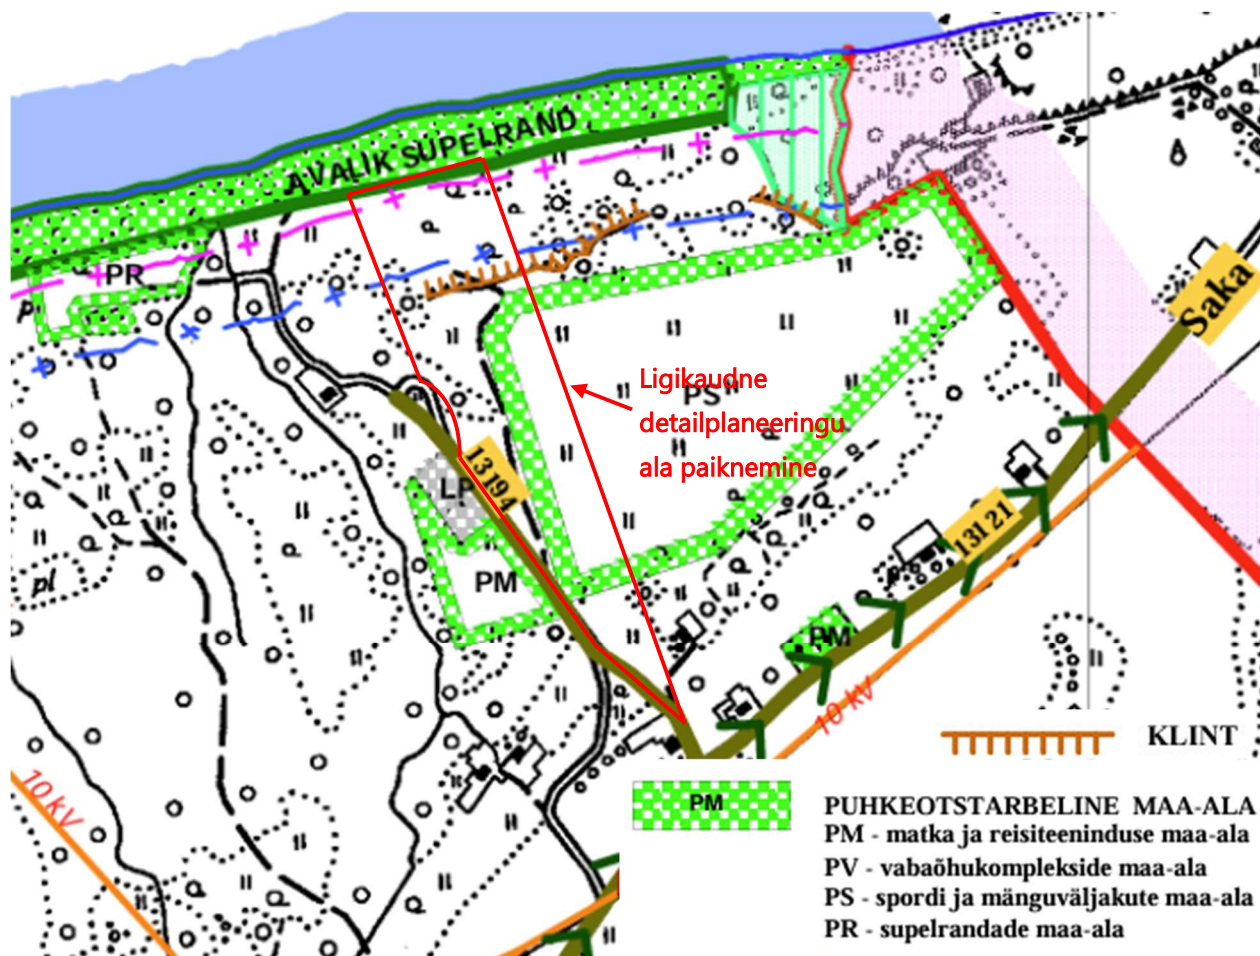 AVALIK SUPELRAND
PR
p
Saka
Ligikaudne
PS
detailplaneeringu
ala paiknemine
13194
LP
13121
PM
pl
PM
10 kV
10 kV
KLINT
PM
PUHKEOTSTARBELINE MAA-ALA
PM - matka ja reisiteeninduse maa-ala
PV - vabaõhukomplekside maa-ala
PS - spordi ja mänguväljakute maa-ala
PR - supelrandade maa-ala